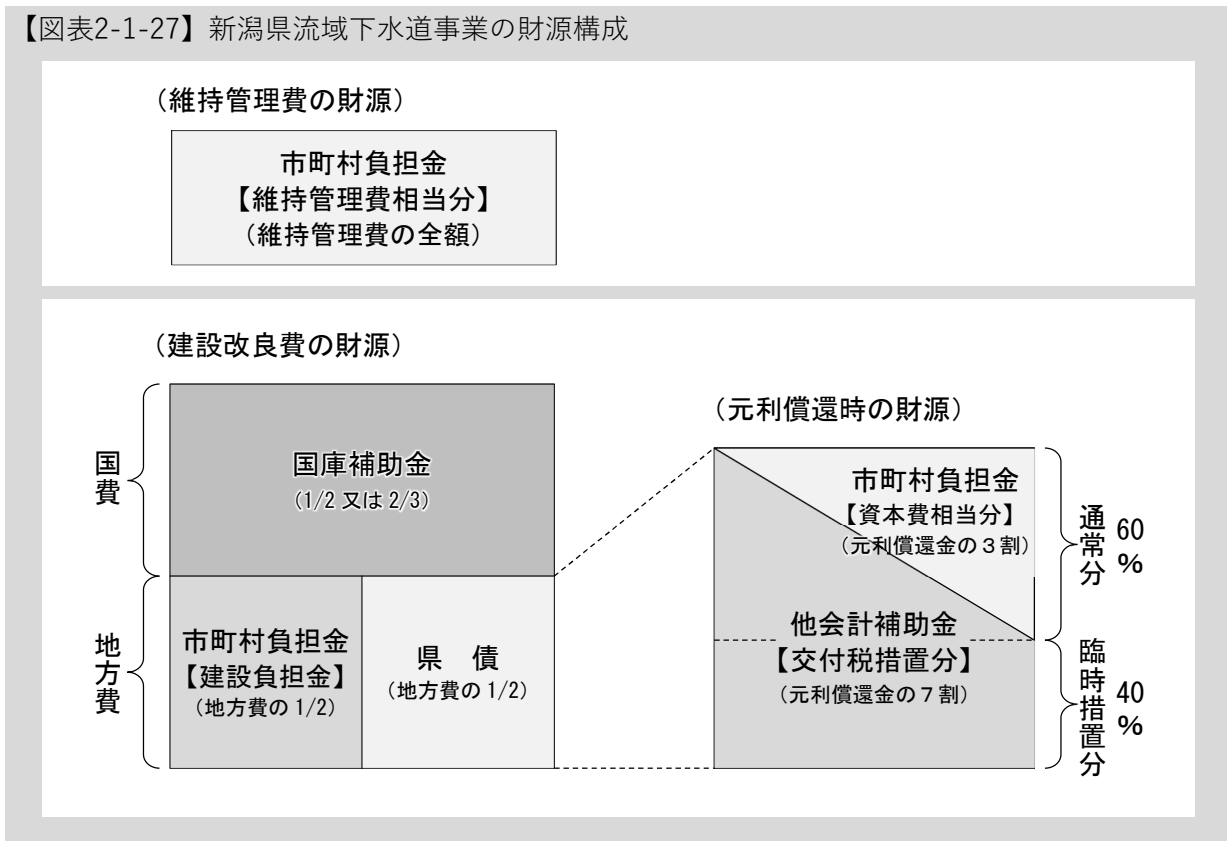 【図表2-1-27】新潟県流域下水道事業の財源構成
（維持管理費の財源）
市町村負担金
【維持管理費相当分】
（維持管理費の全額）
（建設改良費の財源）
国費
国庫補助金
（1/2 又は 2/3）
地方費
市町村負担金
【建設負担金】
（地方費の 1/2）
県　債
（地方費の 1/2）
（元利償還時の財源）
市町村負担金
【資本費相当分】
（元利償還金の３割）
他会計補助金
【交付税措置分】
（元利償還金の７割）
通常分
60
%
臨時措置分
40
%